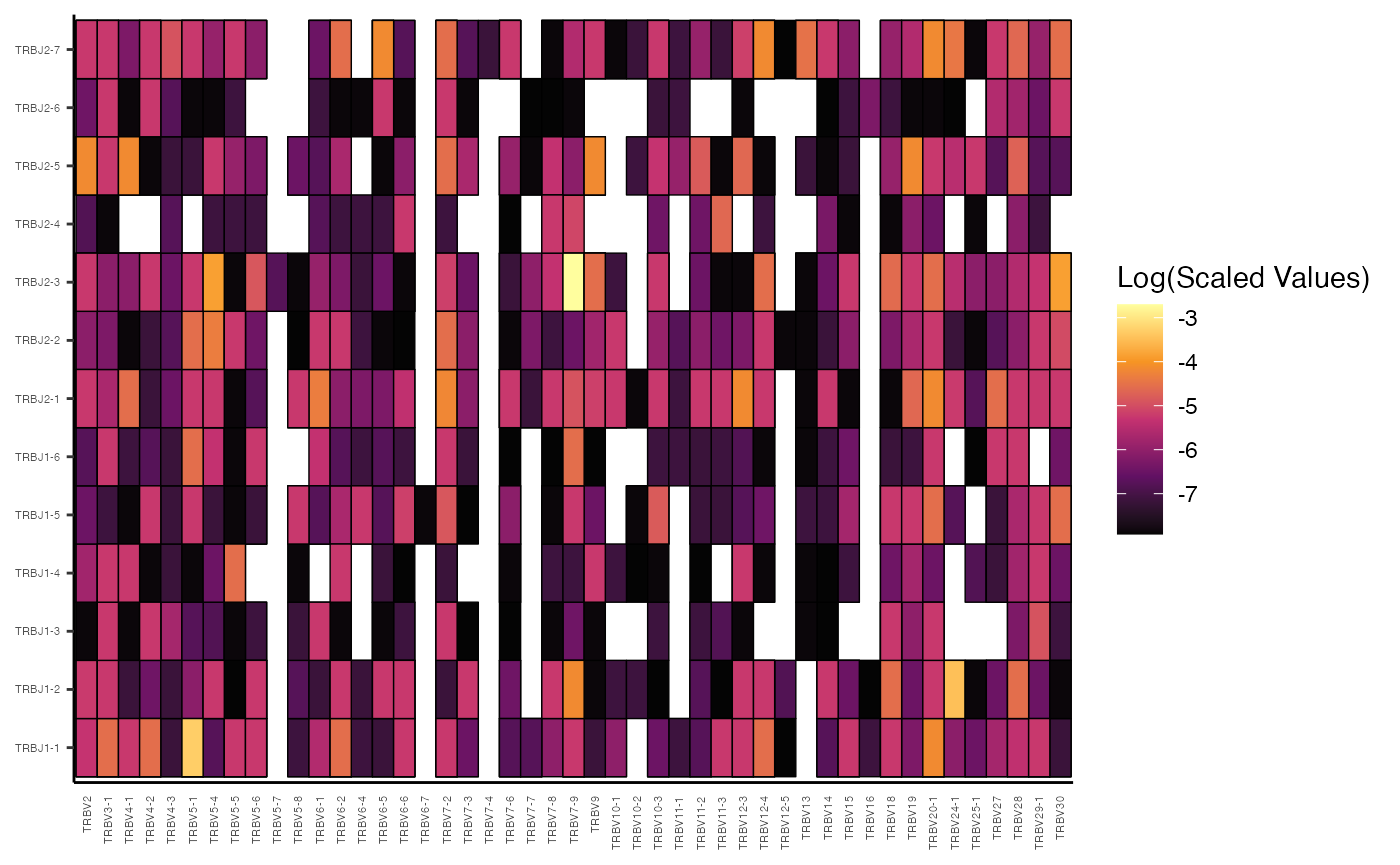 TRBJ2-7
TRBJ2-6
TRBJ2-5
TRBJ2-4
TRBJ2-3
TRBJ2-2
TRBJ2-1
TRBJ1-6
TRBJ1-5
TRBJ1-4
TRBJ1-3
TRBJ1-2
TRBJ1-1
TRBV2
TRBV3-1
TRBV4-1
TRBV4-2
TRBV4-3
TRBV5-1
TRBV5-4
TRBV5-5
TRBV5-6
TRBV5-7
TRBV5-8
TRBV6-1
TRBV6-2
TRBV6-4
TRBV6-5
TRBV6-6
TRBV6-7
TRBV7-2
TRBV7-3
TRBV7-4
TRBV7-6
TRBV7-7
TRBV7-8
TRBV7-9
TRBV9
TRBV10-1
TRBV10-2
TRBV10-3
TRBV11-1
TRBV11-2
TRBV11-3
TRBV12-3
TRBV12-4
TRBV12-5
TRBV13
TRBV14
TRBV15
TRBV16
TRBV18
TRBV19
TRBV20-1
TRBV24-1
TRBV25-1
TRBV27
TRBV28
TRBV29-1
TRBV30
Log(Scaled Values)
-3
-4
-5
-6
-7